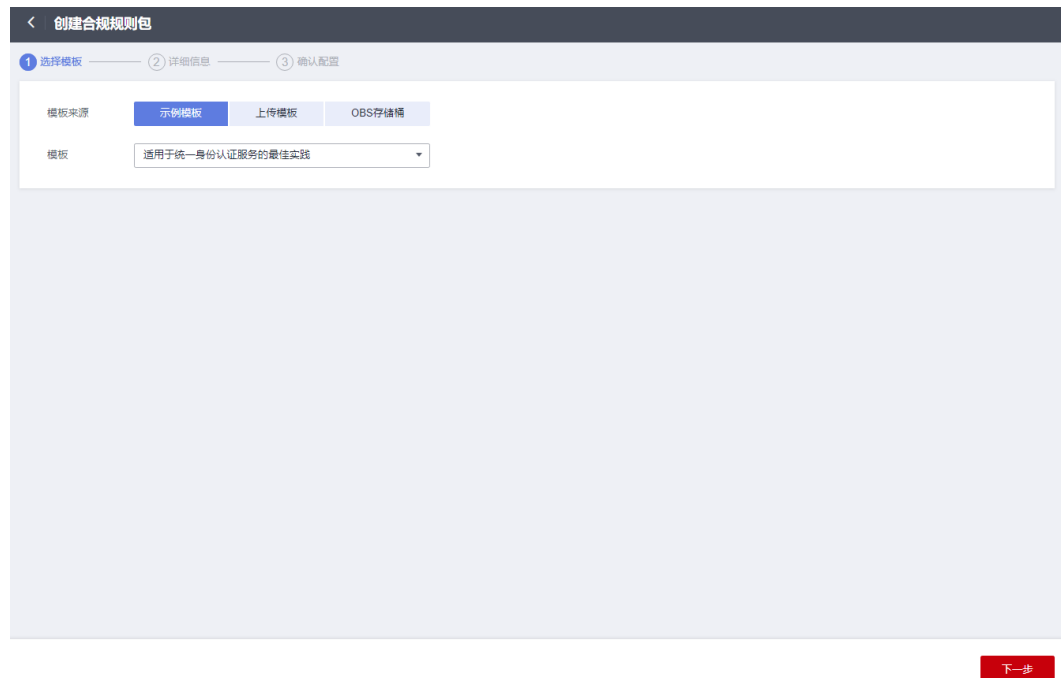 创建合规规则包
1 选择模板 2 详细信息 3 确认配置
模板来源 示例模板 上传模板 OBS存储桶
模板 适用于统一身份认证服务的最佳实践
下一步